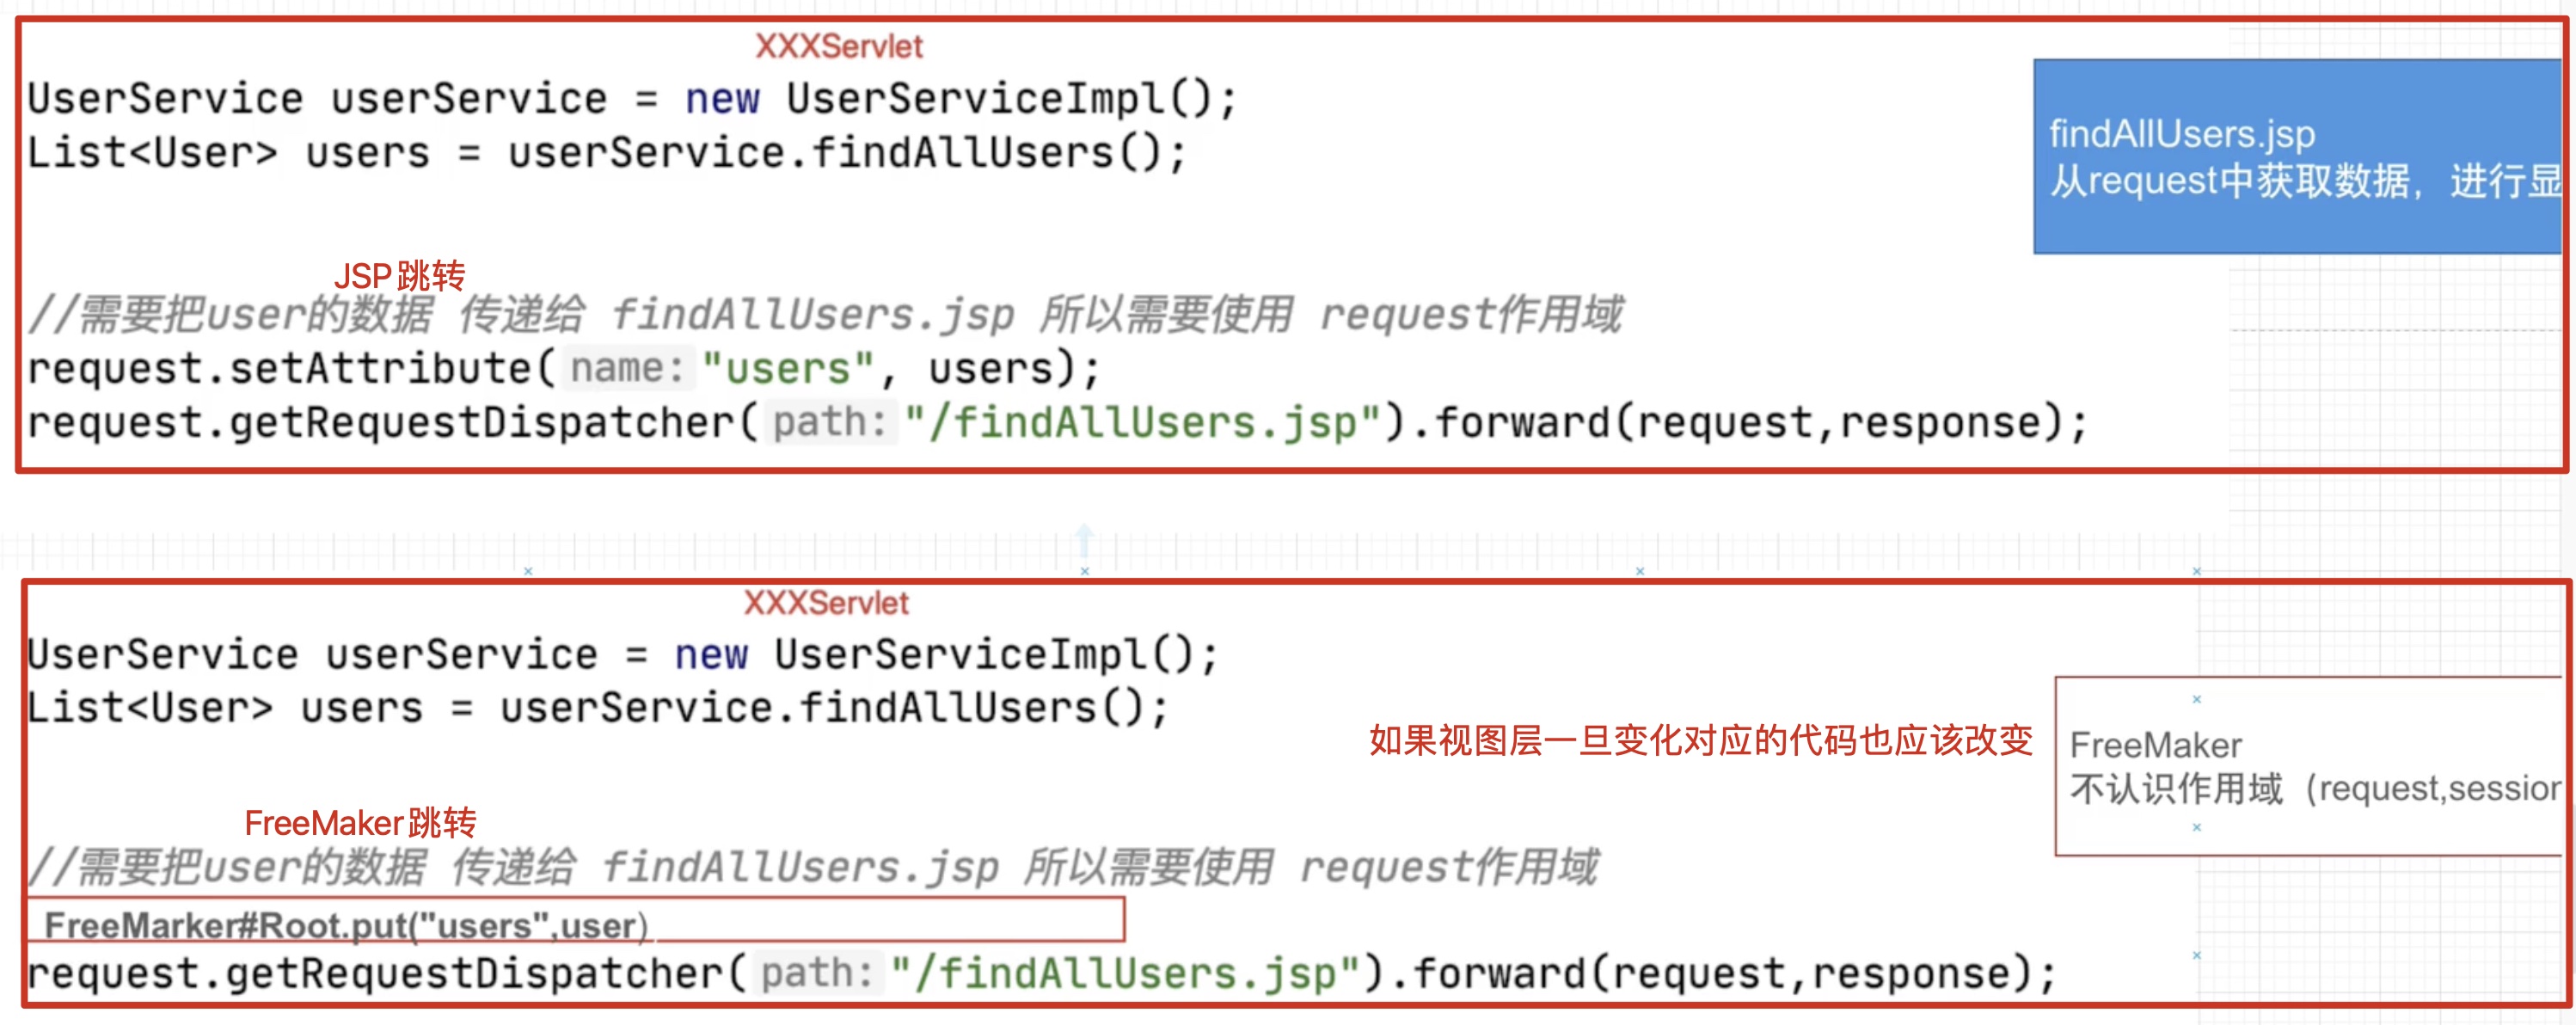 XXXServlet
UserService userService = new UserServiceImpl();
List<User> users = userService.findAllUsers();
findAllUsers.jsp
从request中获取数据，进行显
JSP跳转
//需要把user的数据 传递给 findAllUsers.jsp 所以需要使用 request作用域
request.setAttribute( name: "users", users);
request.getRequestDispatcher( path: "/findAllUsers.jsp").forward(request,response);
XXXServlet
UserService userService = new UserServiceImpl();
List<User> users = userService.findAllUsers();
如果视图层一旦变化对应的代码也应该改变
FreeMaker
不认识作用域（request,session
FreeMaker跳转
//需要把user的数据 传递给 findAllUsers.jsp 所以需要使用 request作用域
FreeMarker#Root.put("users",user)
request.getRequestDispatcher( path: "/findAllUsers.jsp").forward(request,response);